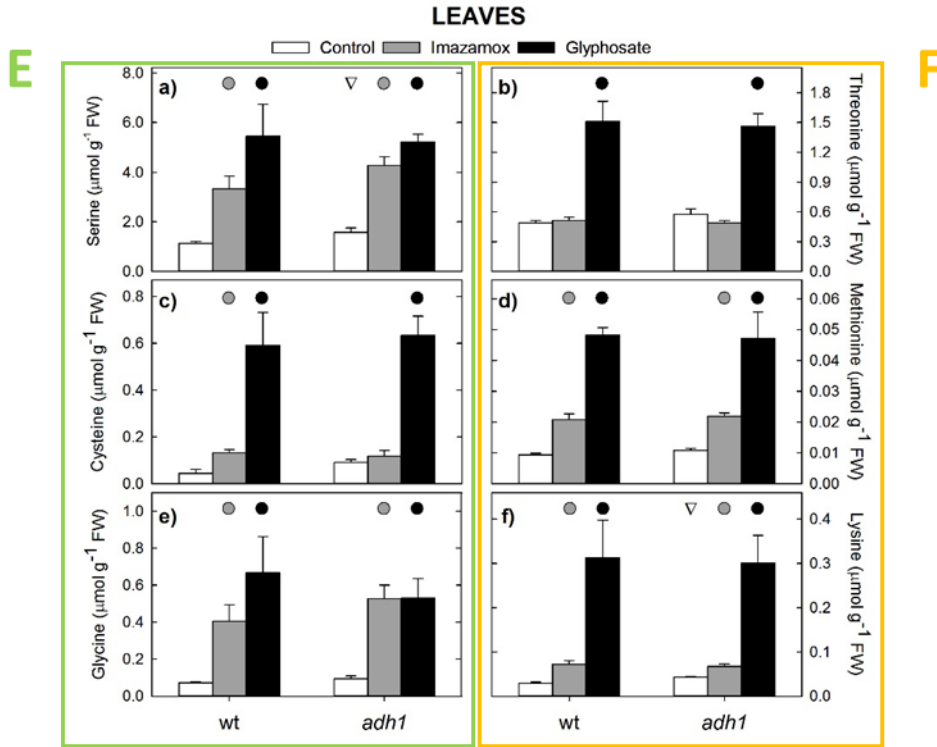 LEAVES
Control Imazamox Glyphosate
E
F
a)
8.0
6.0
4.0
2.0
0.0
Serine (μmol g⁻¹ FW)
b)
1.8
1.5
1.2
0.9
0.6
0.3
0.0
Threonine (μmol g⁻¹ FW)
c)
0.8
0.6
0.4
0.2
0.0
Cysteine (μmol g⁻¹ FW)
d)
0.06
0.05
0.04
0.03
0.02
0.01
0.00
Methionine (μmol g⁻¹ FW)
e)
1.0
0.8
0.6
0.4
0.2
0.0
Glycine (μmol g⁻¹ FW)
f)
0.4
0.3
0.2
0.1
0.0
Lysine (μmol g⁻¹ FW)
wt adh1 wt adh1